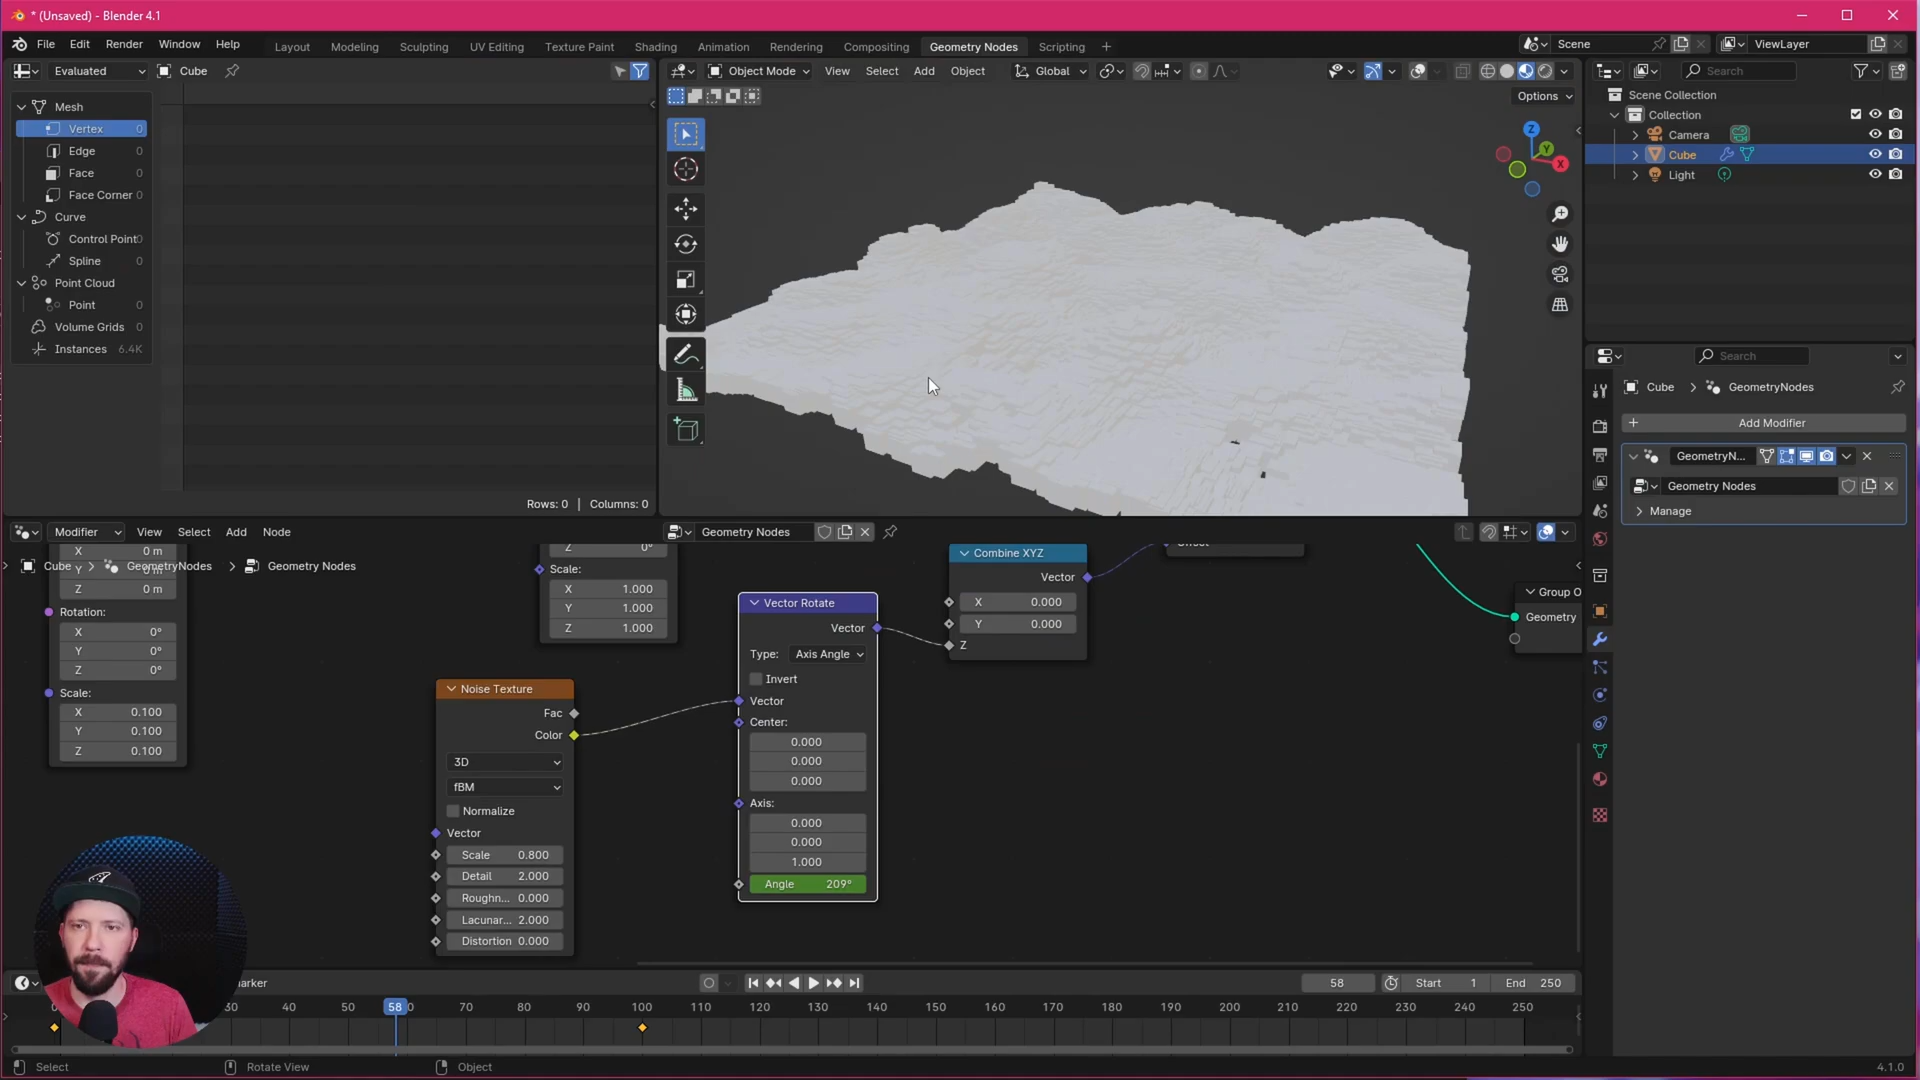 * (Unsaved) - Blender 4.1
File Edit Render Window Help
Layout Modeling Sculpting UV Editing Texture Paint Shading Animation Rendering Compositing Geometry Nodes Scripting +
Scene
ViewLayer
Evaluated
Cube
Object Mode View Select Add Object
Global
Search
Options
Mesh
Vertex 0
Edge 0
Face 0
Face Corner 0
Curve
Control Point 0
Spline 0
Point Cloud
Point 0
Volume Grids 0
Instances 6.4K
Rows: 0 | Columns: 0
Z
Y
X
Scene Collection
Collection
Camera
Cube
Light
Search
Cube > GeometryNodes
+ Add Modifier
GeometryN...
Geometry Nodes
> Manage
Modifier View Select Add Node
Geometry Nodes
Cube > GeometryNodes > Geometry Nodes
X 0 m
Y 0 m
Z 0 m
Rotation:
X 0°
Y 0°
Z 0°
Scale:
X 0.100
Y 0.100
Z 0.100
Z 0°
Scale:
X 1.000
Y 1.000
Z 1.000
Noise Texture
Fac
Color
3D
fBM
Normalize
Vector
Scale 0.800
Detail 2.000
Roughn... 0.000
Lacunar... 2.000
Distortion 0.000
Vector Rotate
Vector
Type: Axis Angle
Invert
Vector
Center:
0.000
0.000
0.000
Axis:
0.000
0.000
1.000
Angle 209°
Combine XYZ
Vector
X 0.000
Y 0.000
Z
Group O
Geometry
arker
58
Start 1
End 250
30 40 50 58 70 80 90 100 110 120 130 140 150 160 170 180 190 200 210 220 230 240 250
Select
Rotate View
Object
4.1.0